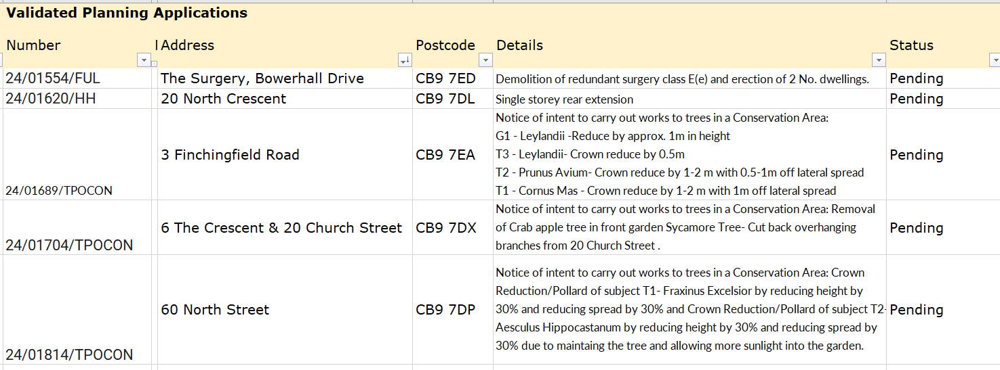 Validated Planning Applications
Number Address Postcode Details Status
24/01554/FUL The Surgery, Bowerhall Drive CB9 7ED Demolition of redundant surgery class E(e) and erection of 2 No. dwellings. Pending
24/01620/HH 20 North Crescent CB9 7DL Single storey rear extension Pending
24/01689/TPOCON 3 Finchingfield Road CB9 7EA Notice of intent to carry out works to trees in a Conservation Area:
G1 - Leylandii -Reduce by approx. 1m in height
T3 - Leylandii- Crown reduce by 0.5m
T2 - Prunus Avium- Crown reduce by 1-2 m with 0.5-1m off lateral spread
T1 - Cornus Mas - Crown reduce by 1-2 m with 1m off lateral spread
Pending
24/01704/TPOCON 6 The Crescent & 20 Church Street CB9 7DX Notice of intent to carry out works to trees in a Conservation Area: Removal
of Crab apple tree in front garden Sycamore Tree- Cut back overhanging
branches from 20 Church Street .
Pending
24/01814/TPOCON 60 North Street CB9 7DP Notice of intent to carry out works to trees in a Conservation Area: Crown
Reduction/Pollard of subject T1- Fraxinus Excelsior by reducing height by
30% and reducing spread by 30% and Crown Reduction/Pollard of subject T2-
Aesculus Hippocastanum by reducing height by 30% and reducing spread by
30% due to maintaing the tree and allowing more sunlight into the garden.
Pending